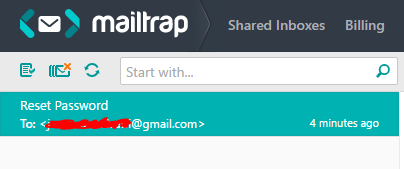 mailtrap
Shared Inboxes
Billing
Start with...
Reset Password
To: <j @gmail.com>
4 minutes ago